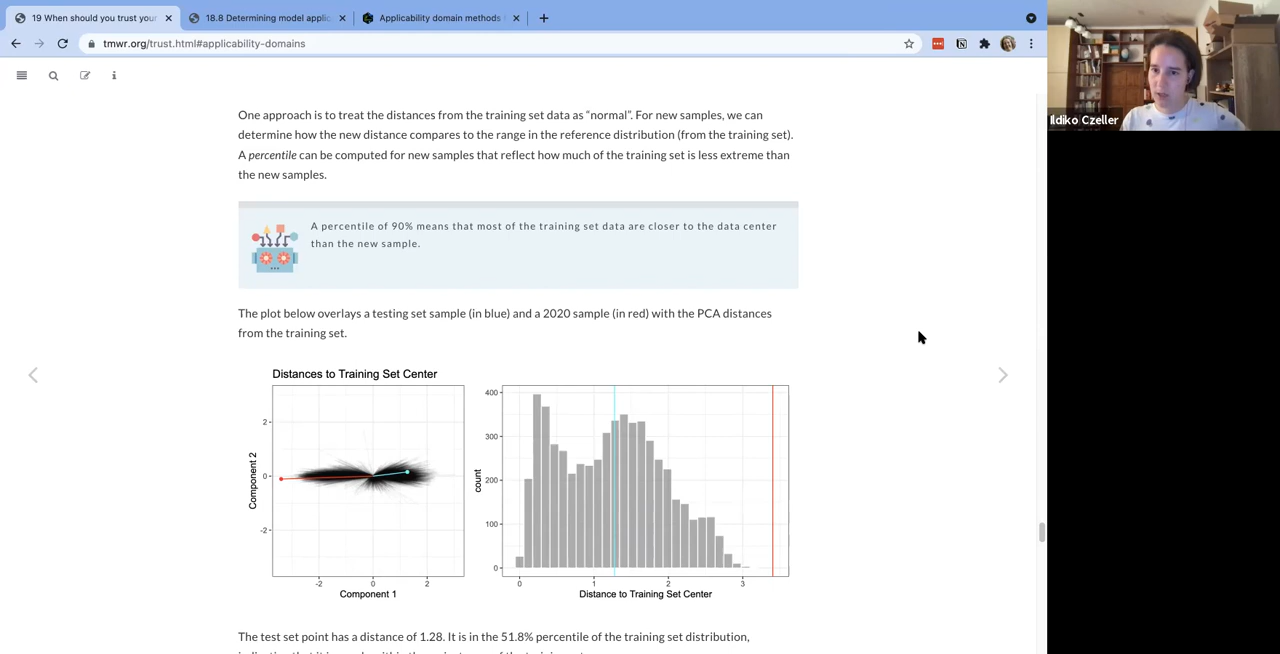 19 When should you trust your
18.8 Determining model applic
Applicability domain methods
tmwr.org/trust.html#applicability-domains
Ildiko Czeller
One approach is to treat the distances from the training set data as “normal”. For new samples, we can
determine how the new distance compares to the range in the reference distribution (from the training set).
A percentile can be computed for new samples that reflect how much of the training set is less extreme than
the new samples.
A percentile of 90% means that most of the training set data are closer to the data center
than the new sample.
The plot below overlays a testing set sample (in blue) and a 2020 sample (in red) with the PCA distances
from the training set.
Distances to Training Set Center
2
0
-2
Component 2
-2 0 2
Component 1
400
300
200
100
0
count
0 1 2 3
Distance to Training Set Center
The test set point has a distance of 1.28. It is in the 51.8% percentile of the training set distribution,